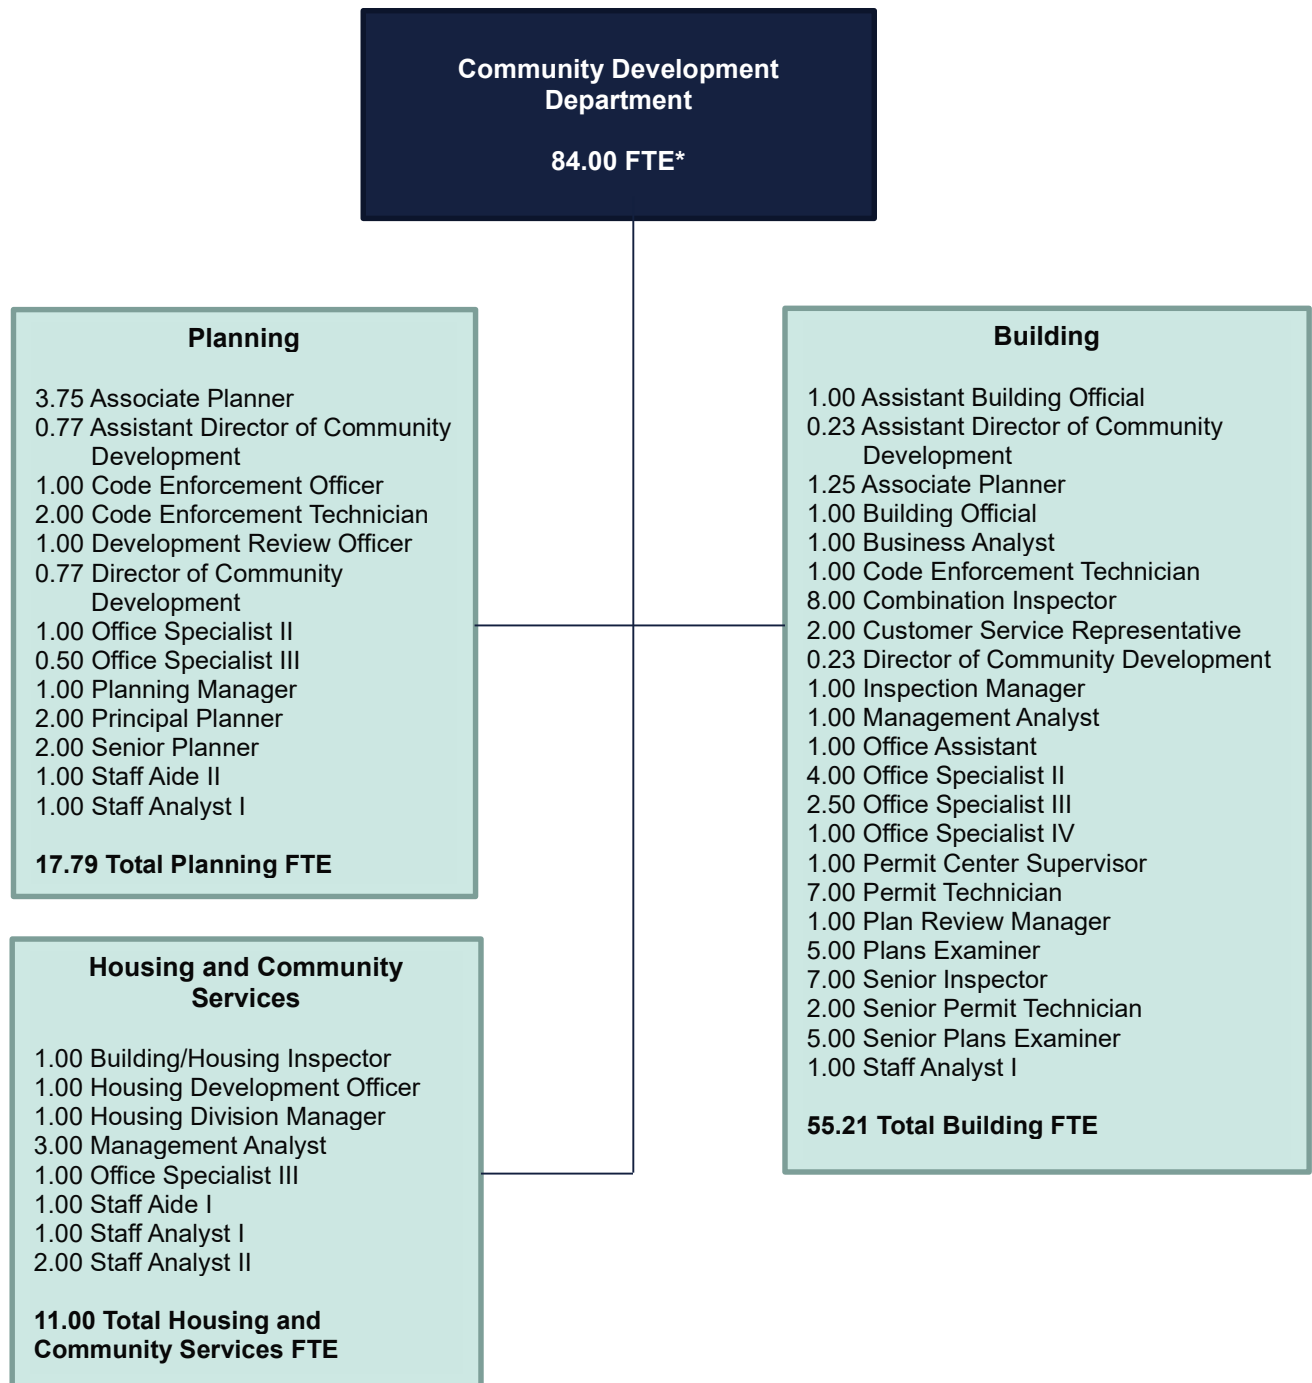 Community Development
Department
84.00 FTE*
Planning
3.75 Associate Planner
0.77 Assistant Director of Community
Development
1.00 Code Enforcement Officer
2.00 Code Enforcement Technician
1.00 Development Review Officer
0.77 Director of Community
Development
1.00 Office Specialist II
0.50 Office Specialist III
1.00 Planning Manager
2.00 Principal Planner
2.00 Senior Planner
1.00 Staff Aide II
1.00 Staff Analyst I
17.79 Total Planning FTE
Housing and Community
Services
1.00 Building/Housing Inspector
1.00 Housing Development Officer
1.00 Housing Division Manager
3.00 Management Analyst
1.00 Office Specialist III
1.00 Staff Aide I
1.00 Staff Analyst I
2.00 Staff Analyst II
11.00 Total Housing and
Community Services FTE
Building
1.00 Assistant Building Official
0.23 Assistant Director of Community
Development
1.25 Associate Planner
1.00 Building Official
1.00 Business Analyst
1.00 Code Enforcement Technician
8.00 Combination Inspector
2.00 Customer Service Representative
0.23 Director of Community Development
1.00 Inspection Manager
1.00 Management Analyst
1.00 Office Assistant
4.00 Office Specialist II
2.50 Office Specialist III
1.00 Office Specialist IV
1.00 Permit Center Supervisor
7.00 Permit Technician
1.00 Plan Review Manager
5.00 Plans Examiner
7.00 Senior Inspector
2.00 Senior Permit Technician
5.00 Senior Plans Examiner
1.00 Staff Analyst I
55.21 Total Building FTE